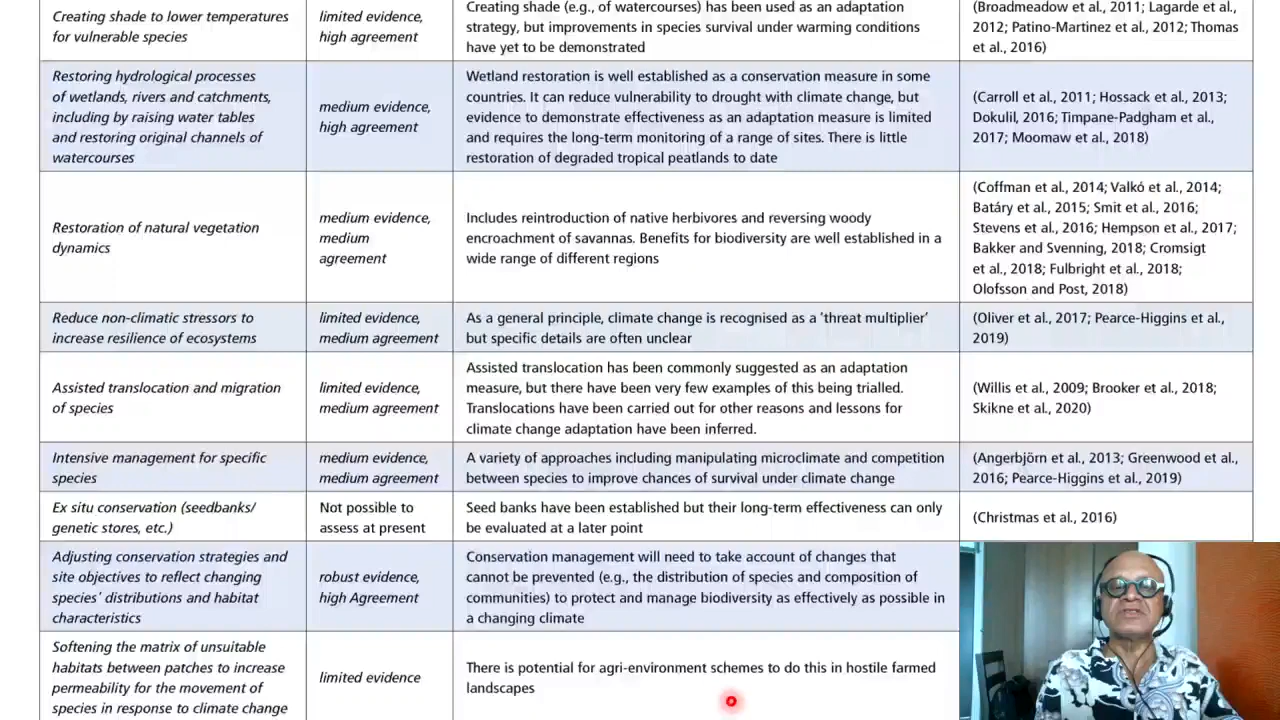 Creating shade to lower temperatures
for vulnerable species
limited evidence,
high agreement
Creating shade (e.g., of watercourses) has been used as an adaptation
strategy, but improvements in species survival under warming conditions
have yet to be demonstrated
(Broadmeadow et al., 2011; Lagarde et al.,
2012; Patino-Martinez et al., 2012; Thomas
et al., 2016)
Restoring hydrological processes
of wetlands, rivers and catchments,
including by raising water tables
and restoring original channels of
watercourses
medium evidence,
high agreement
Wetland restoration is well established as a conservation measure in some
countries. It can reduce vulnerability to drought with climate change, but
evidence to demonstrate effectiveness as an adaptation measure is limited
and requires the long-term monitoring of a range of sites. There is little
restoration of degraded tropical peatlands to date
(Carroll et al., 2011; Hossack et al., 2013;
Dokulil, 2016; Timpane-Padgham et al.,
2017; Moomaw et al., 2018)
Restoration of natural vegetation
dynamics
medium evidence,
medium
agreement
Includes reintroduction of native herbivores and reversing woody
encroachment of savannas. Benefits for biodiversity are well established in a
wide range of different regions
(Coffman et al., 2014; Valkó et al., 2014;
Batáry et al., 2015; Smit et al., 2016;
Stevens et al., 2016; Hempson et al., 2017;
Bakker and Svenning, 2018; Cromsigt
et al., 2018; Fulbright et al., 2018;
Olofsson and Post, 2018)
Reduce non-climatic stressors to
increase resilience of ecosystems
limited evidence,
medium agreement
As a general principle, climate change is recognised as a ‘threat multiplier’
but specific details are often unclear
(Oliver et al., 2017; Pearce-Higgins et al.,
2019)
Assisted translocation and migration
of species
limited evidence,
medium agreement
Assisted translocation has been commonly suggested as an adaptation
measure, but there have been very few examples of this being trialled.
Translocations have been carried out for other reasons and lessons for
climate change adaptation have been inferred.
(Willis et al., 2009; Brooker et al., 2018;
Skikne et al., 2020)
Intensive management for specific
species
medium evidence,
medium agreement
A variety of approaches including manipulating microclimate and competition
between species to improve chances of survival under climate change
(Angerbjörn et al., 2013; Greenwood et al.,
2016; Pearce-Higgins et al., 2019)
Ex situ conservation (seedbanks/
genetic stores, etc.)
Not possible to
assess at present
Seed banks have been established but their long-term effectiveness can only
be evaluated at a later point
(Christmas et al., 2016)
Adjusting conservation strategies and
site objectives to reflect changing
species’ distributions and habitat
characteristics
robust evidence,
high Agreement
Conservation management will need to take account of changes that
cannot be prevented (e.g., the distribution of species and composition of
communities) to protect and manage biodiversity as effectively as possible in
a changing climate
Softening the matrix of unsuitable
habitats between patches to increase
permeability for the movement of
species in response to climate change
limited evidence
There is potential for agri-environment schemes to do this in hostile farmed
landscapes